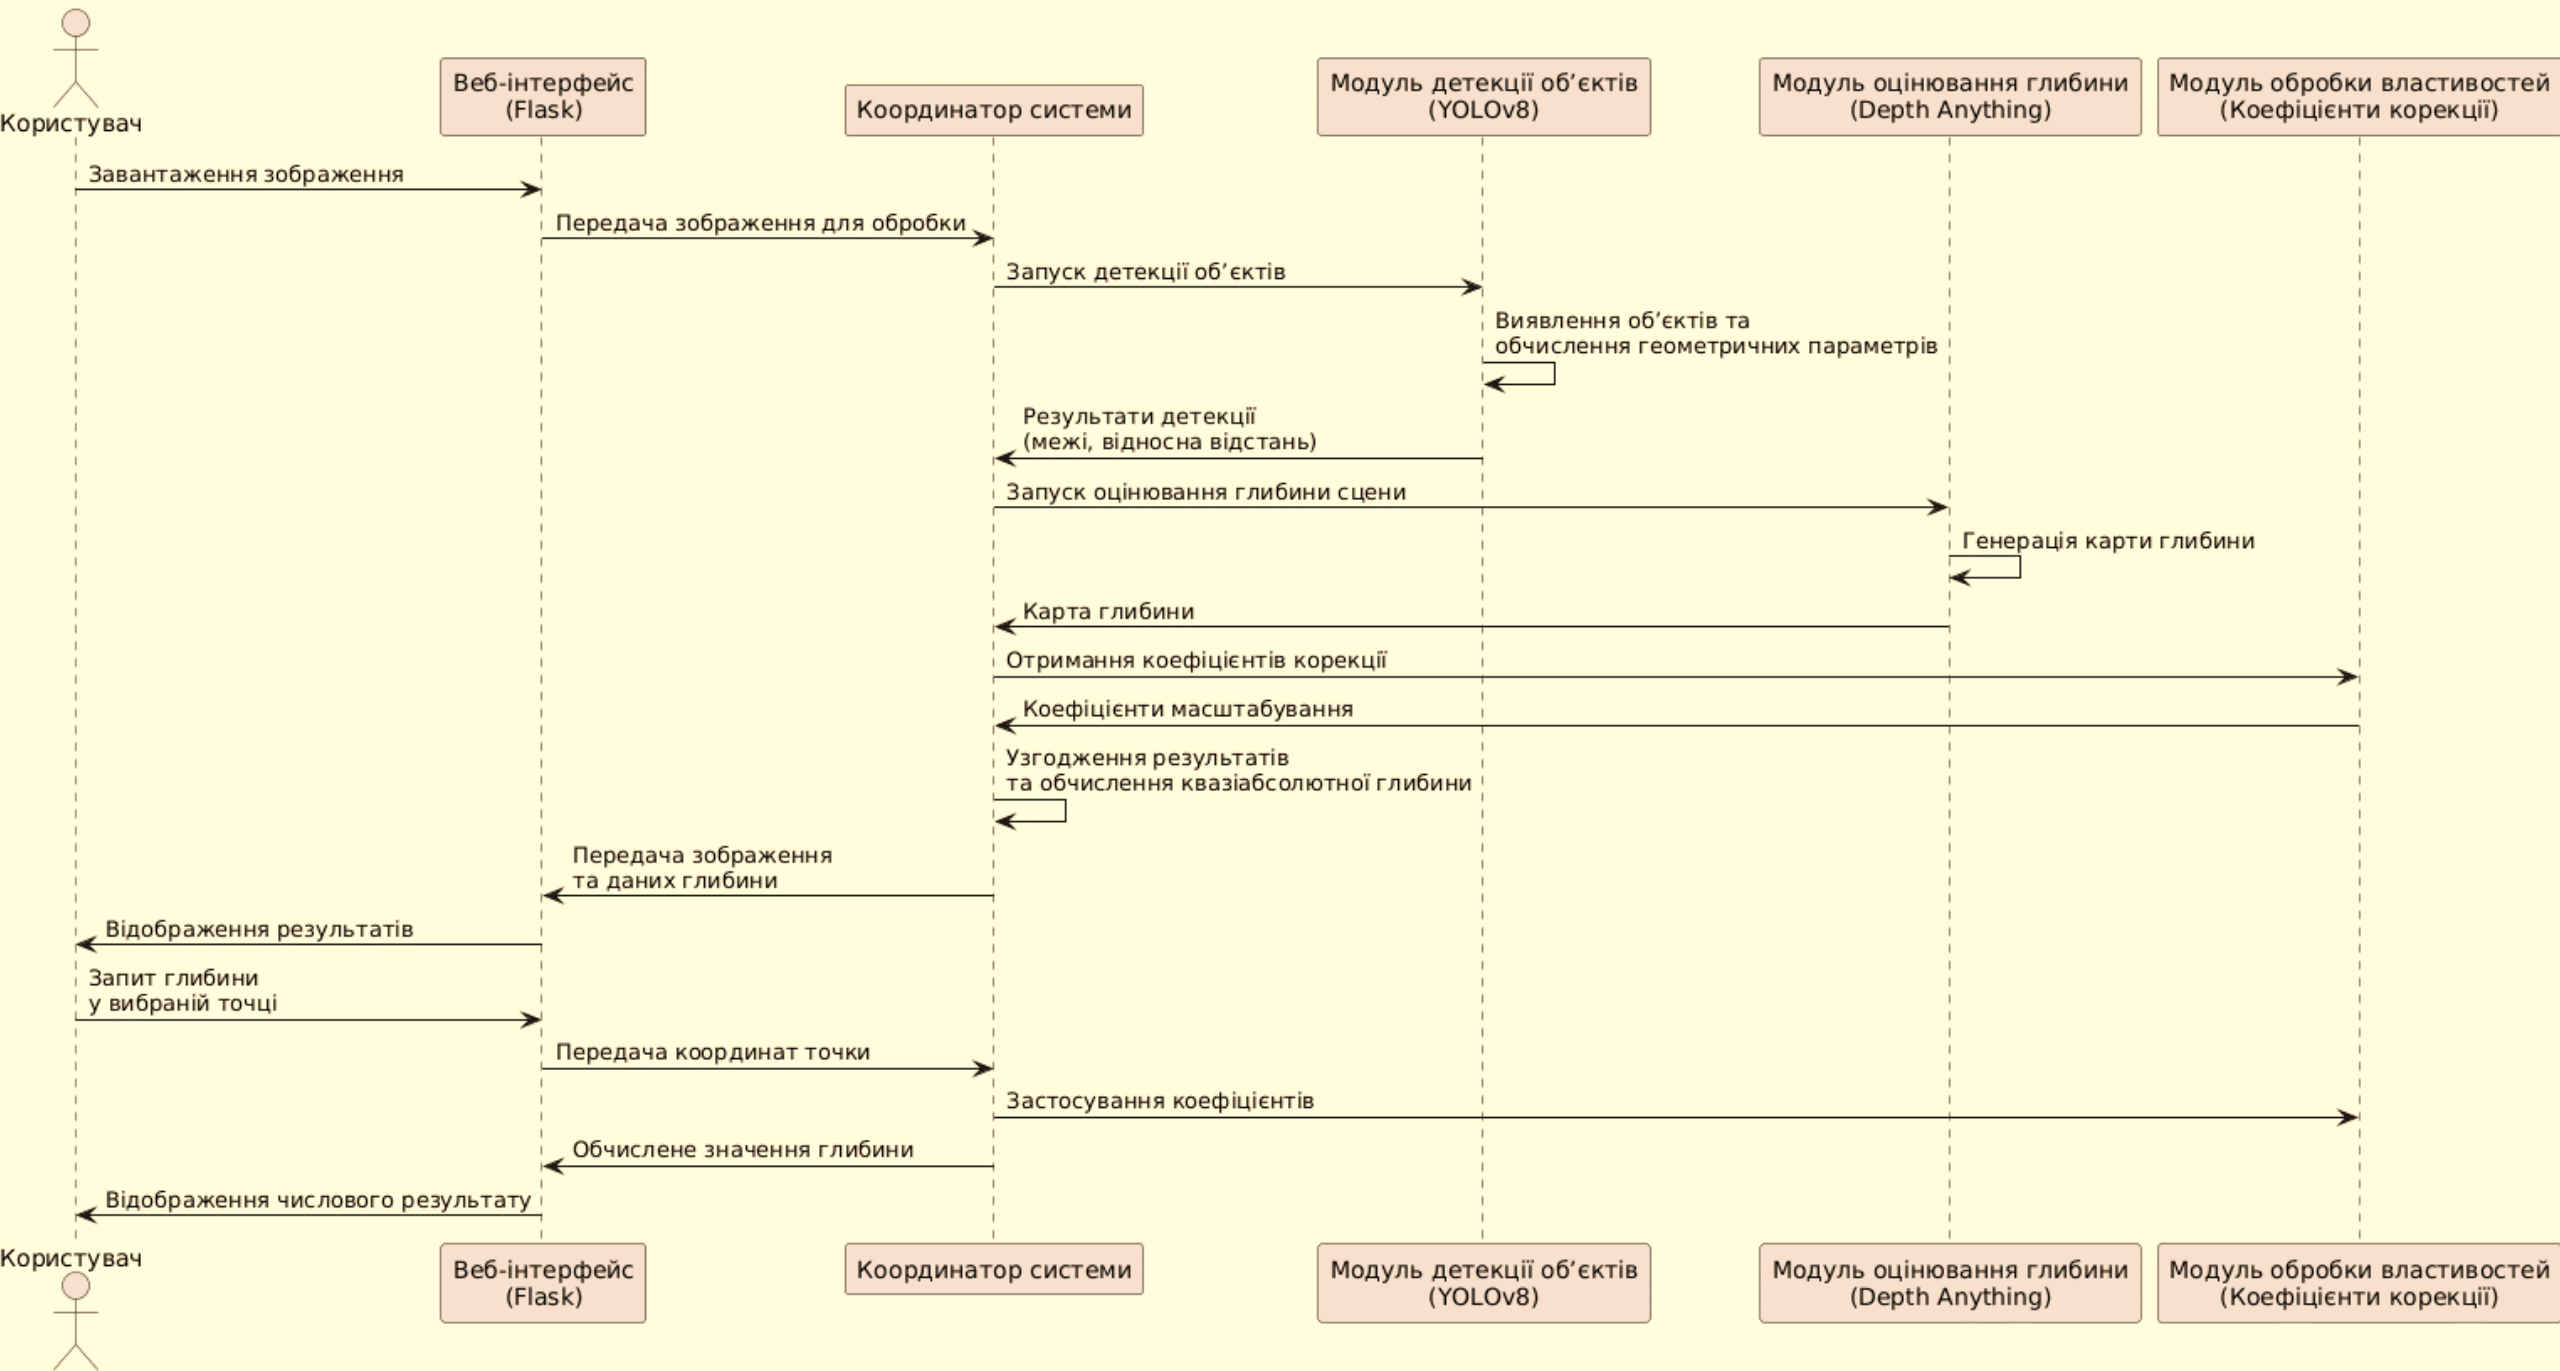 Користувач
Веб-інтерфейс
(Flask)
Координатор системи
Модуль детекції об’єктів
(YOLOv8)
Модуль оцінювання глибини
(Depth Anything)
Модуль обробки властивостей
(Коефіцієнти корекції)
Завантаження зображення
Передача зображення для обробки
Запуск детекції об’єктів
Виявлення об’єктів та
обчислення геометричних параметрів
Результати детекції
(межі, відносна відстань)
Запуск оцінювання глибини сцени
Генерація карти глибини
Карта глибини
Отримання коефіцієнтів корекції
Коефіцієнти масштабування
Узгодження результатів
та обчислення квазіабсолютної глибини
Передача зображення
та даних глибини
Відображення результатів
Запит глибини
у вибраній точці
Передача координат точки
Застосування коефіцієнтів
Обчислене значення глибини
Відображення числового результату
Користувач
Веб-інтерфейс
(Flask)
Координатор системи
Модуль детекції об’єктів
(YOLOv8)
Модуль оцінювання глибини
(Depth Anything)
Модуль обробки властивостей
(Коефіцієнти корекції)